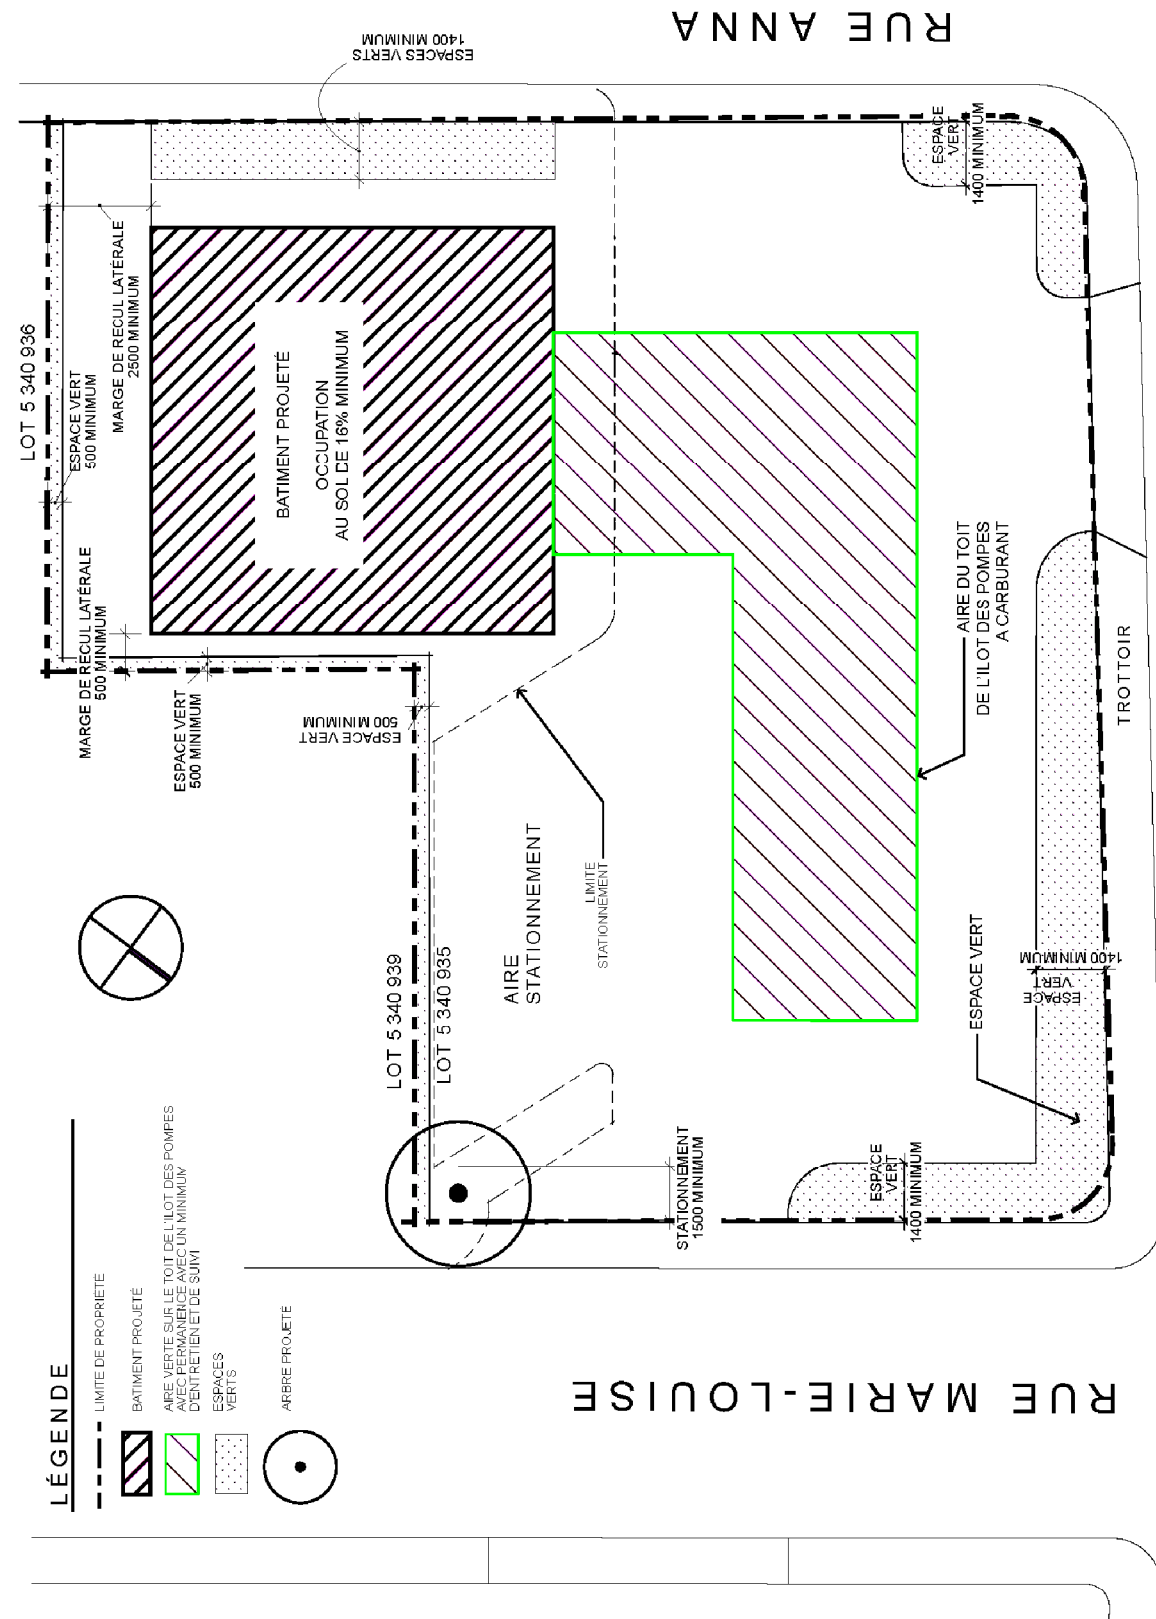 RUE ANNA
ESPACES VERTS
1400 MINIMUM
ESPACE
VERT
1400 MINIMUM
LOT 5 340 936
ESPACE VERT
500 MINIMUM
MARGE DE RECUL LATÉRALE
2500 MINIMUM
BATIMENT PROJETÉ
OCCUPATION
AU SOL DE 16% MINIMUM
MARGE DE RECUL LATÉRALE
500 MINIMUM
ESPACE VERT
500 MINIMUM
ESPACE VERT
500 MINIMUM
AIRE DU TOIT
DE L'ILOT DES POMPES
A CARBURANT
TROTTOIR
LIMITE
STATIONNEMENT
AIRE
STATIONNEMENT
LOT 5 340 939
LOT 5 340 935
ESPACE VERT
ESPACE
VERT
1400 MINIMUM
ESPACE
VERT
1400 MINIMUM
STATIONNEMENT
1500 MINIMUM
LÉGENDE
LIMITE DE PROPRIÉTÉ
BATIMENT PROJETÉ
AIRE VERTE SUR LE TOIT DE L'ILOT DES POMPES
AVEC PERMANENCE AVEC UN MINIMUM
D'ENTRETIEN ET DE SUIVI
ESPACES
VERTS
ARBRE PROJETÉ
RUE MARIE-LOUISE